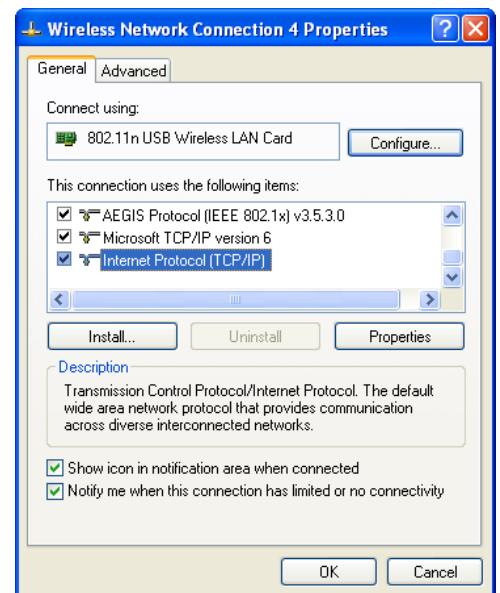 Wireless Network Connection 4 Properties
General Advanced
Connect using:
802.11n USB Wireless LAN Card Configure...
This connection uses the following items:
AEGIS Protocol (IEEE 802.1x) v3.5.3.0
Microsoft TCP/IP version 6
Internet Protocol (TCP/IP)
Install... Uninstall Properties
Description
Transmission Control Protocol/Internet Protocol. The default
wide area network protocol that provides communication
across diverse interconnected networks.
Show icon in notification area when connected
Notify me when this connection has limited or no connectivity
OK Cancel